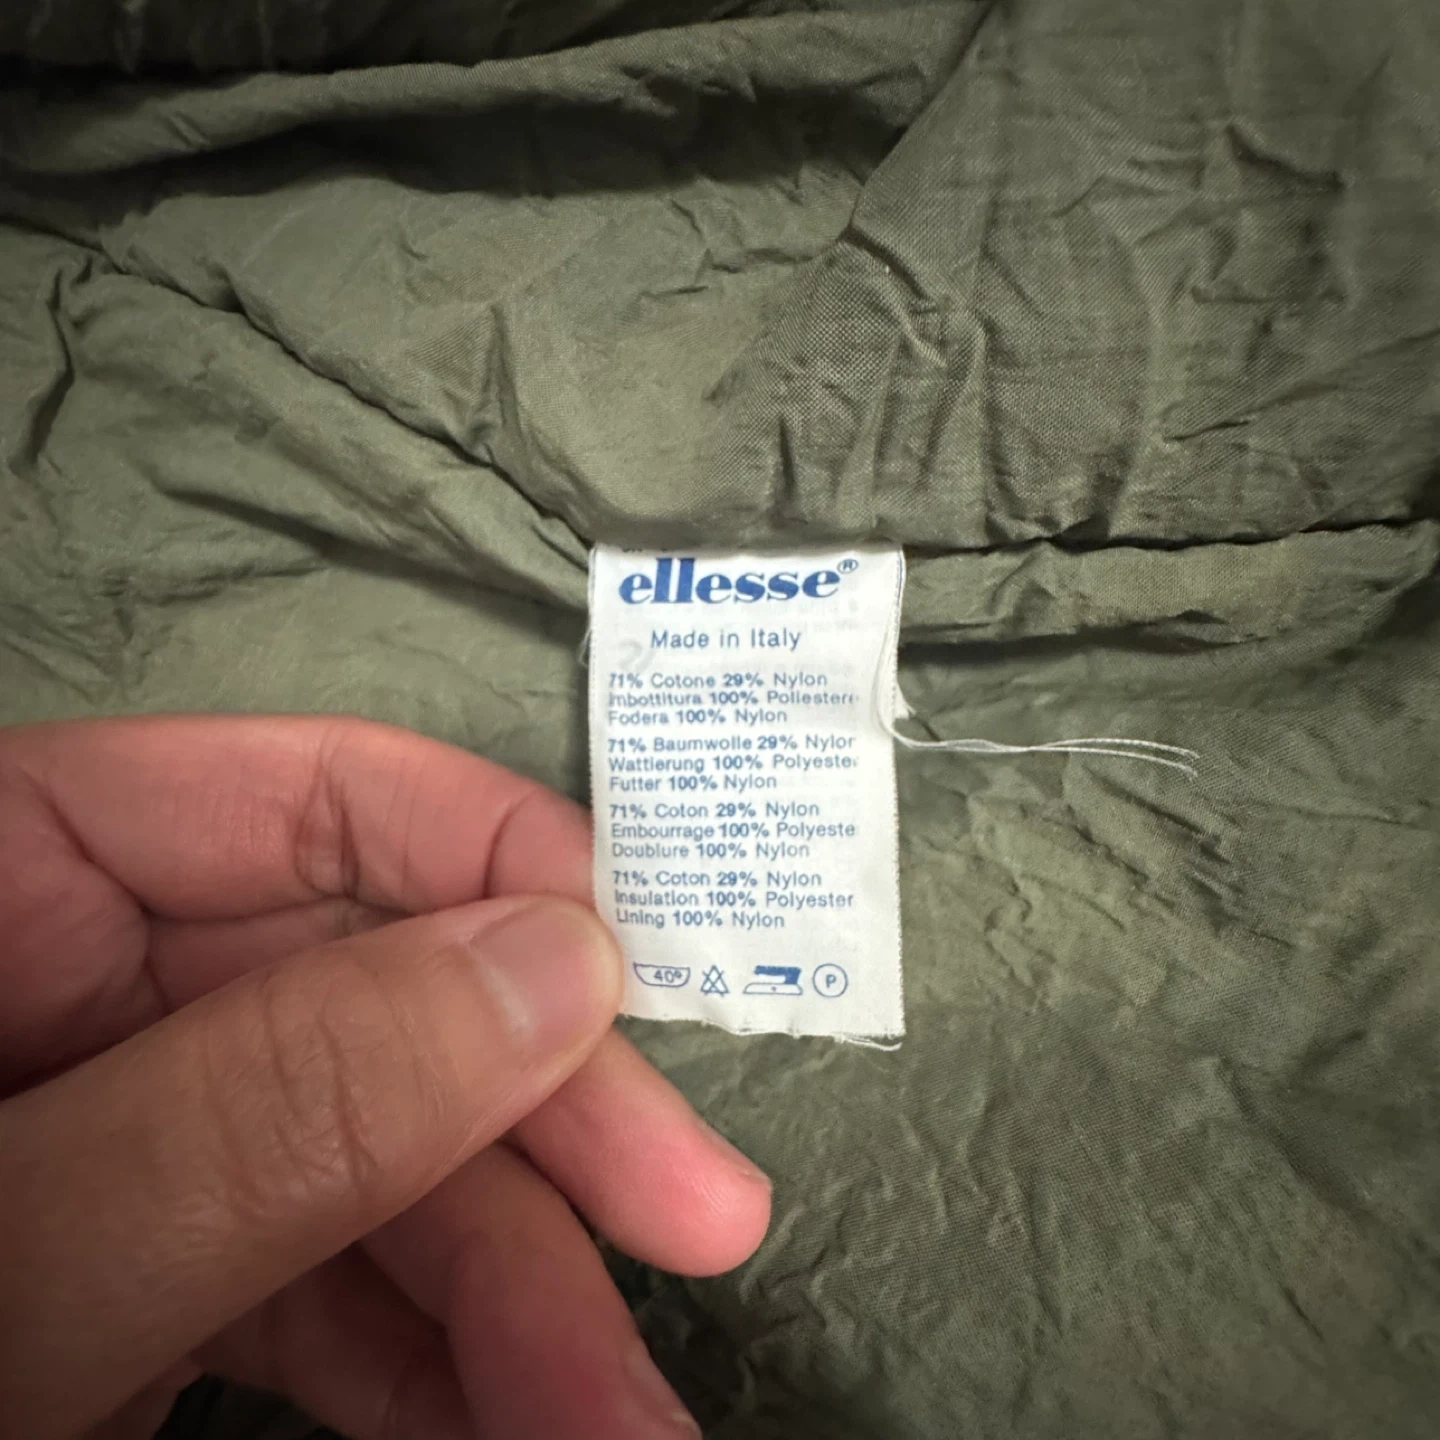 ellesse®
Made in Italy
71% Cotone 29% Nylon
Imbottitura 100% Poliestere
Fodera 100% Nylon
71% Baumwolle 29% Nylor
Wattierung 100% Polyester
Futter 100% Nylon
71% Coton 29% Nylon
Embourrage 100% Polyeste
Doublure 100% Nylon
71% Coton 29% Nylon
Insulation 100% Polyester
Lining 100% Nylon
40° P